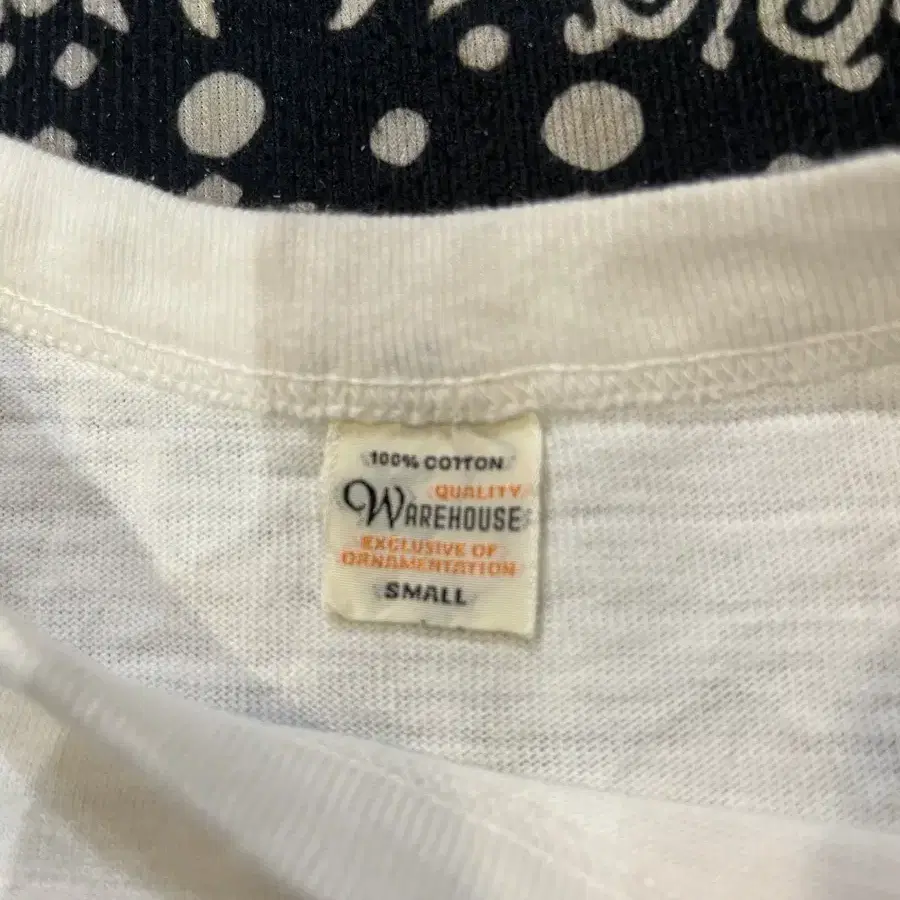 100% COTTON
QUALITY
WAREHOUSE
EXCLUSIVE OF
ORNAMENTATION
SMALL